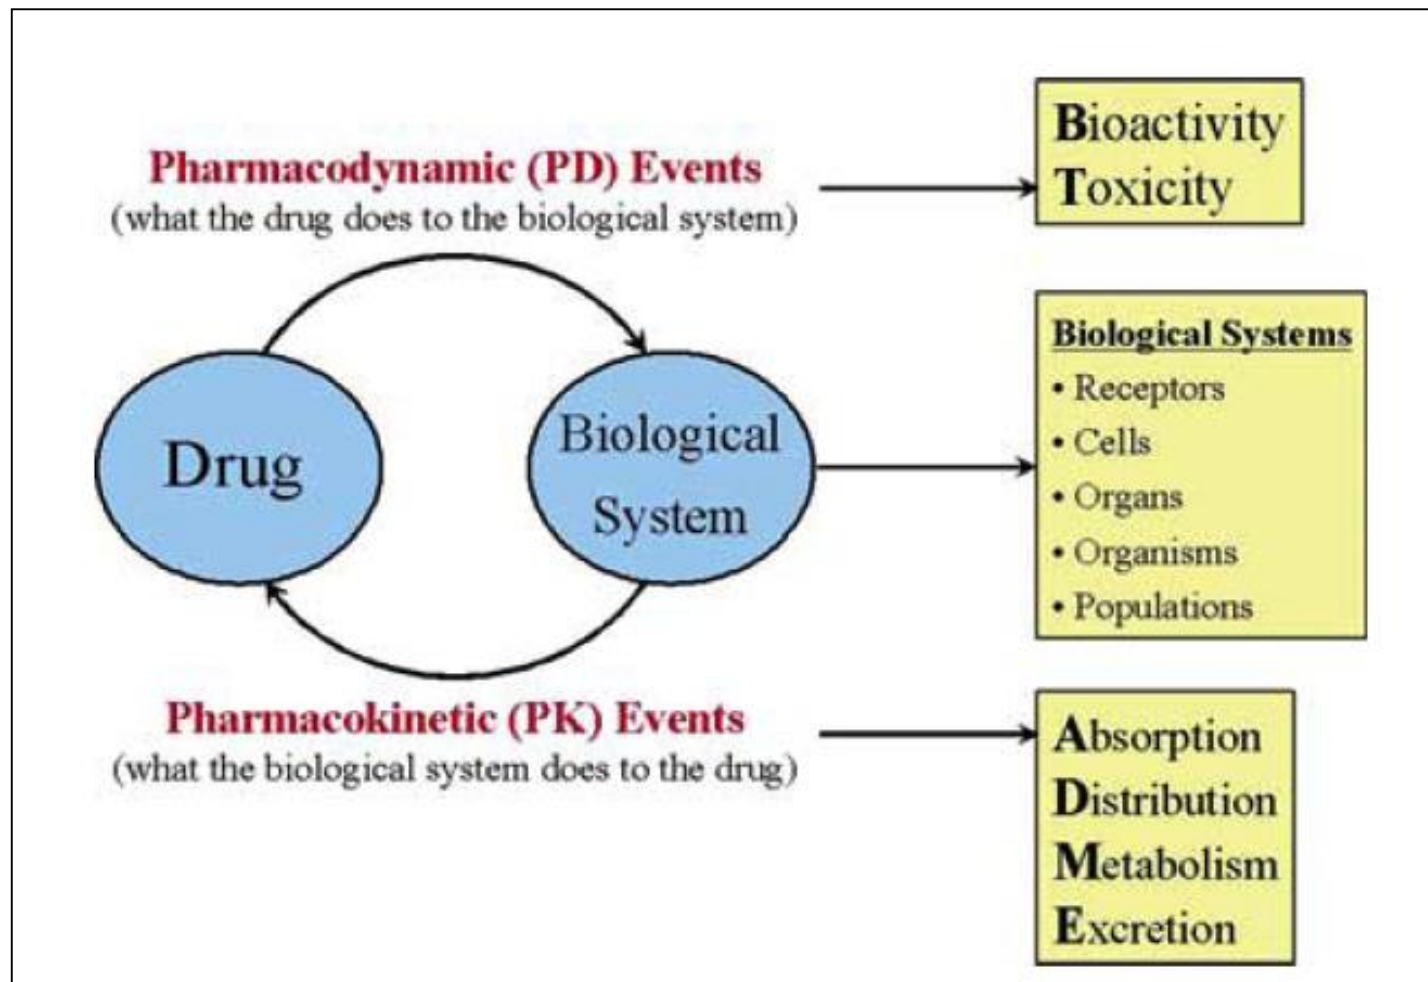 Pharmacodynamic (PD) Events
(what the drug does to the biological system)
Bioactivity
Toxicity
Drug
Biological
System
Biological Systems
• Receptors
• Cells
• Organs
• Organisms
• Populations
Pharmacokinetic (PK) Events
(what the biological system does to the drug)
Absorption
Distribution
Metabolism
Excretion